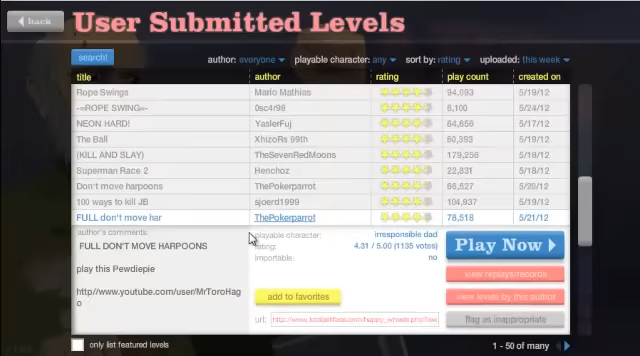 back
User Submitted Levels
search!
author: everyone playable character: any sort by: rating uploaded: this week
title author rating play count created on
Rope Swings Mario Mathias 94,093 5/19/12
-=ROPE SWING=- 0sc4r98 8,100 5/24/12
NEON HARD! YaslerFuj 64,656 5/17/12
The Ball XhizoRs 99th 60,393 5/19/12
(KILL AND SLAY) TheSevenRedMoons 179,256 5/18/12
Superman Race 2 Henchoz 22,831 5/18/12
Don't move harpoons ThePokerparrot 66,527 5/20/12
100 ways to kill JB sjoerd1999 104,937 5/19/12
FULL don't move har ThePokerparrot 78,518 5/21/12
author's comments:
FULL DON'T MOVE HARPOONS
play this Pewdiepie
http//www.youtube.com/user/MrToroHag
o
playable character: irresponsible dad
rating: 4.31 / 5.00 (1135 votes)
importable: no
add to favorites
url: http://www.totaljerkface.com/happy_wheels.php?
Play Now
view replays/records
view levels by this author
flag as inappropriate
only list featured levels
1 - 50 of many